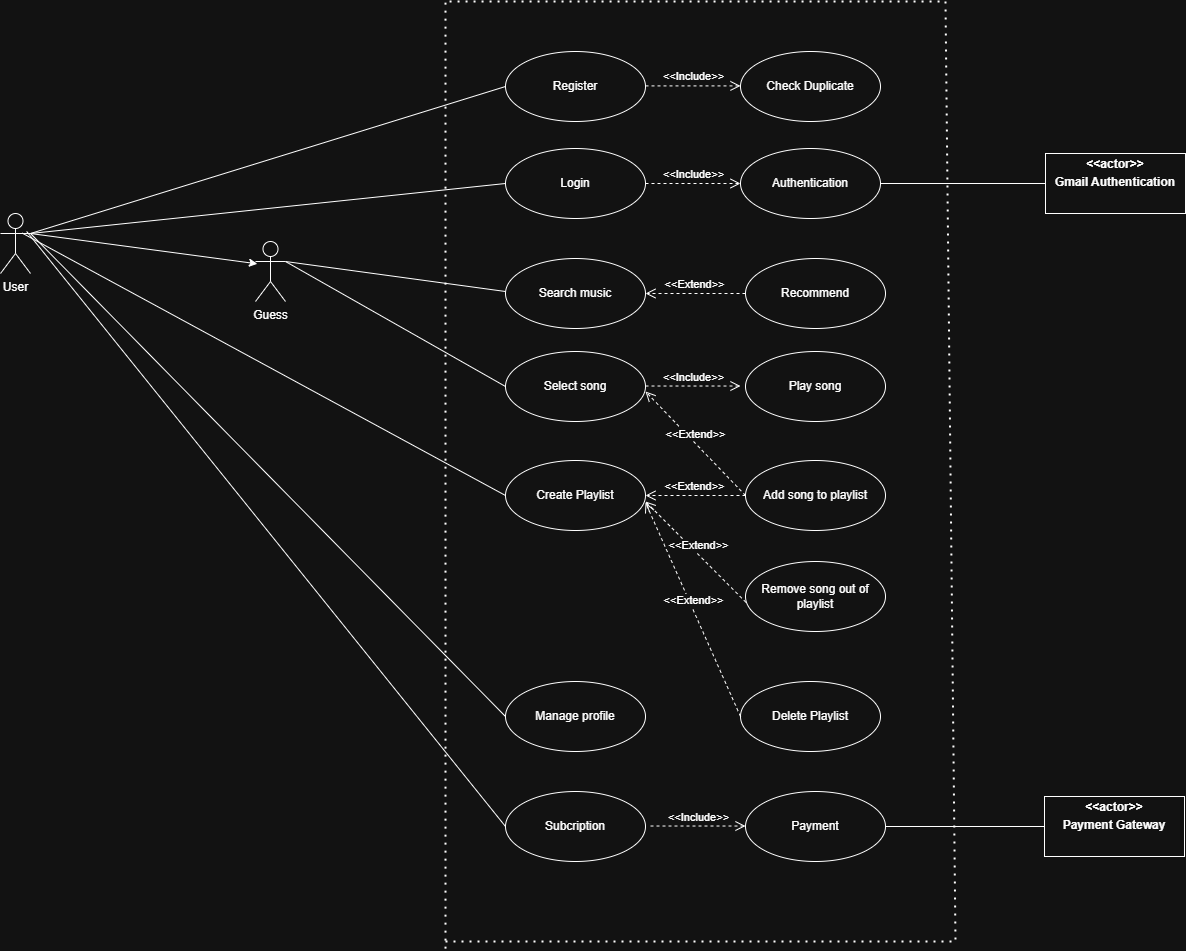 Register
<<Include>>
Check Duplicate
Login
<<Include>>
Authentication
<<actor>>
Gmail Authentication
User
Guess
Search music
<<Extend>>
Recommend
Select song
<<Include>>
Play song
<<Extend>>
Create Playlist
<<Extend>>
Add song to playlist
<<Extend>>
Remove song out of
playlist
<<Extend>>
Manage profile
Delete Playlist
Subcription
<<Include>>
Payment
<<actor>>
Payment Gateway